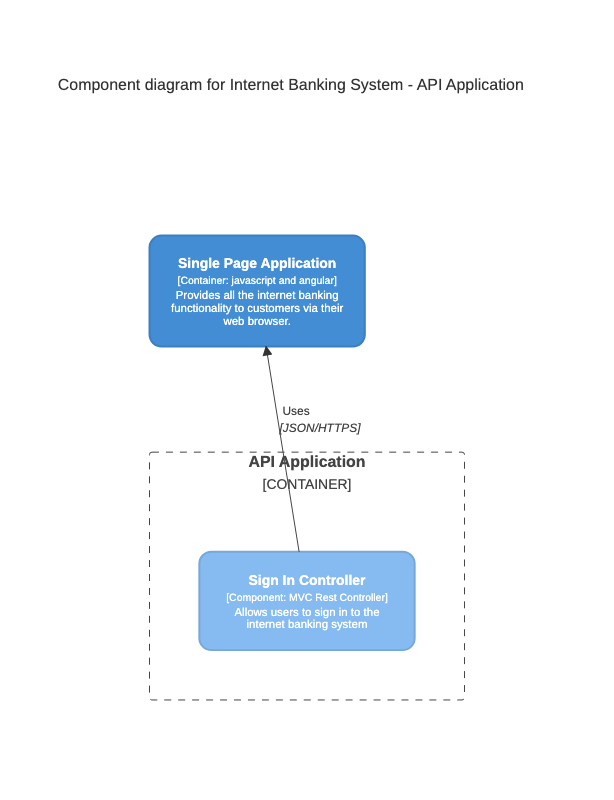 Component diagram for Internet Banking System - API Application
Single Page Application
[Container: javascript and angular]
Provides all the internet banking
functionality to customers via their
web browser.
Uses
[JSON/HTTPS]
API Application
[CONTAINER]
Sign In Controller
[Component: MVC Rest Controller]
Allows users to sign in to the
internet banking system